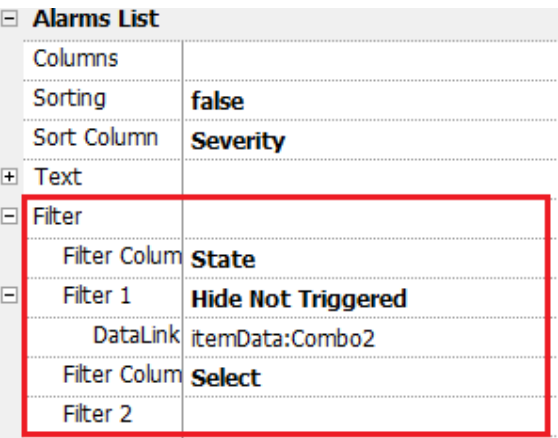 Alarms List
Columns
Sorting false
Sort Column Severity
Text
Filter
Filter Colum State
Filter 1 Hide Not Triggered
DataLink itemData:Combo2
Filter Colum Select
Filter 2